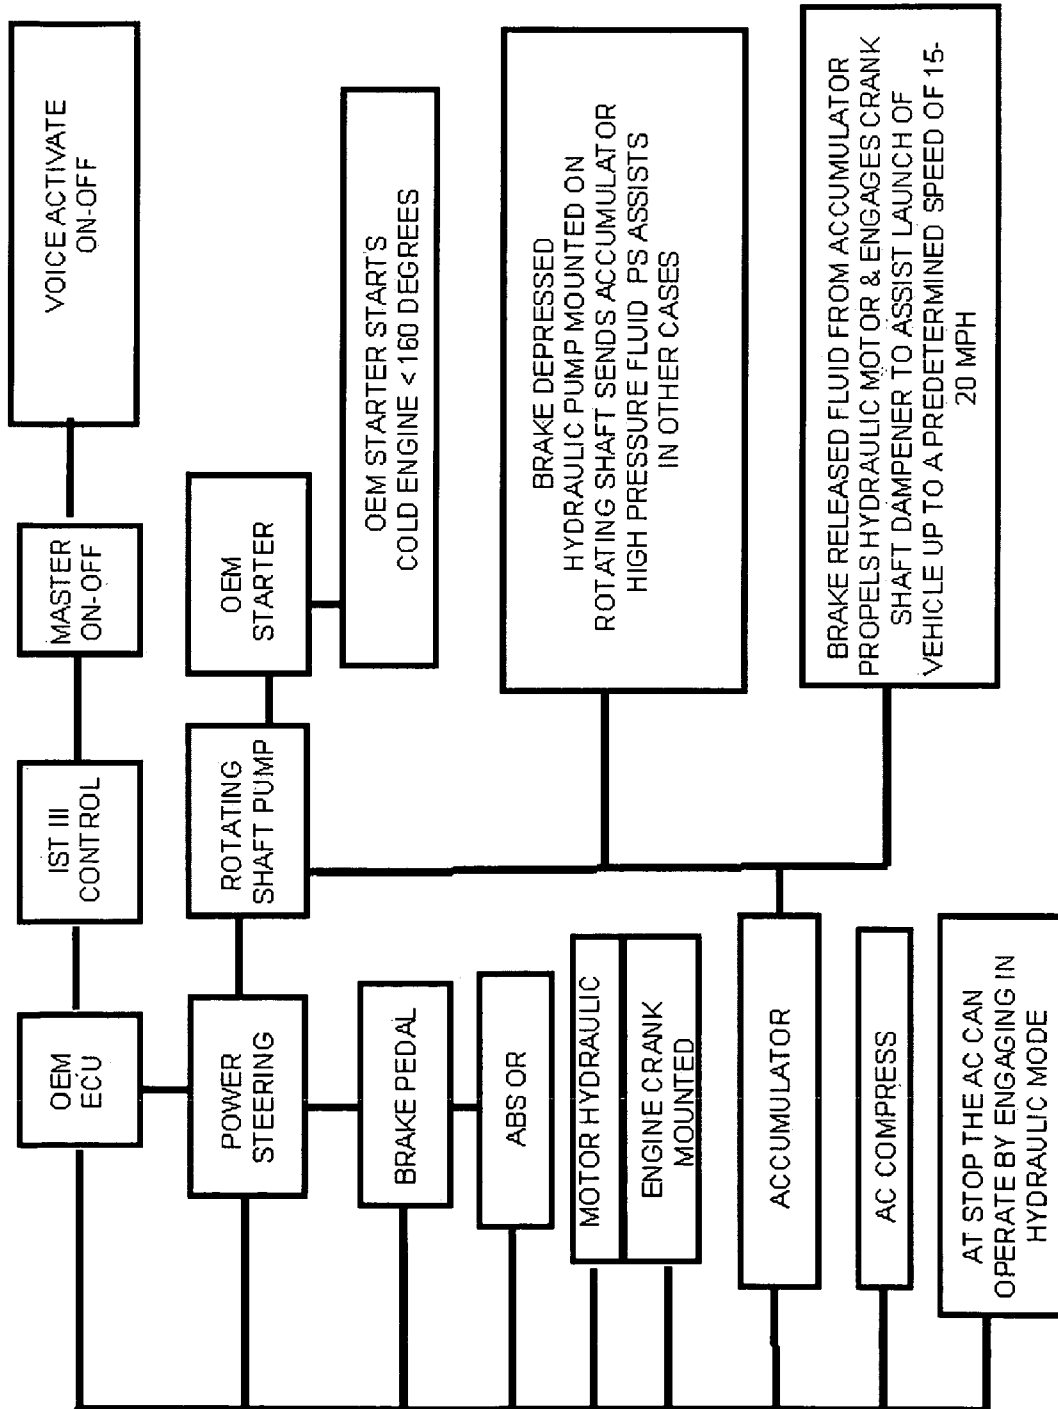 VOICE ACTIVATE
ON-OFF
MASTER
ON-OFF
IST III
CONTROL
OEM
ECU
OEM
STARTER
OEM STARTER START'S
COLD ENGINE < 160 DEGREES
ROTATING
SHAFT PUMP
POWER
STEERING
BRAKE PEDAL
ABS OR
BRAKE DEPRESSED
HYDRAULIC PUMP MOUNTED ON
ROTATING SHAFT SENDS ACCUMULATOR
HIGH PRESSURE FLUID PS ASSISTS
IN OTHER CASES
MOTOR HYDRAULIC
ENGINE CRANK
MOUNTED
ACCUMULATOR
BRAKE RELEASED FLUID FROM ACCUMULATOR
PROPELS HYDRAULIC MOTOR & ENGAGES CRANK
SHAFT DAMPENER TO ASSIST LAUNCH OF
VEHICLE UP TO A PREDETERMINED SPEED OF 15-
20 MPH
AC COMPRESS
AT STOP THE AC CAN
OPERATE BY ENGAGING IN
HYDRAULIC MODE